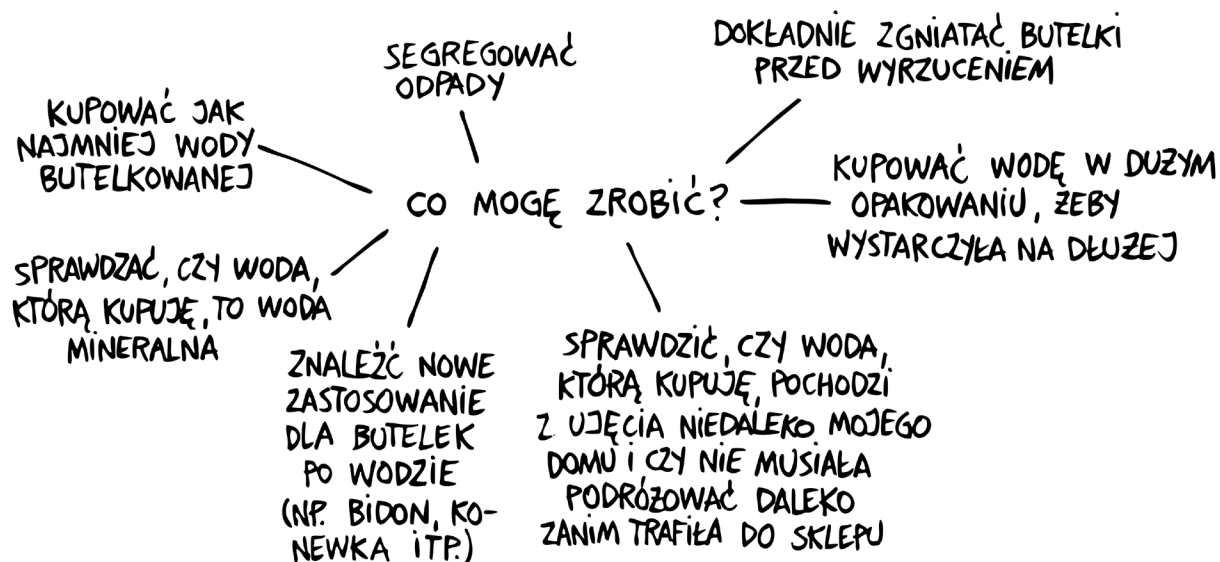 SEGREGOWAĆ
ODPADY
DOKŁADNIE ZGNIATAĆ BUTELKI
PRZED WYRZUCENIEM
KUPOWAĆ JAK
NAJMNIEJ WODY
BUTELKOWANEJ
CO MOGĘ ZROBIĆ?
KUPOWAĆ WODĘ W DUŻYM
OPAKOWANIU, ŻEBY
WYSTARCZYŁA NA DŁUŻEJ
SPRAWDZAĆ, CZY WODA,
KTÓRĄ KUPUJĘ, TO WODA
MINERALNA
ZNALEŹĆ NOWE
ZASTOSOWANIE
DLA BUTELEK
PO WODZIE
(NP. BIDON, KO-
NEWKA ITP.)
SPRAWDZIĆ, CZY WODA,
KTÓRĄ KUPUJĘ, POCHODZI
Z UJĘCIA NIEDALEKO MOJEGO
DOMU I CZY NIE MUSIAŁA
PODRÓŻOWAĆ DALEKO
ZANIM TRAFIŁA DO SKLEPU